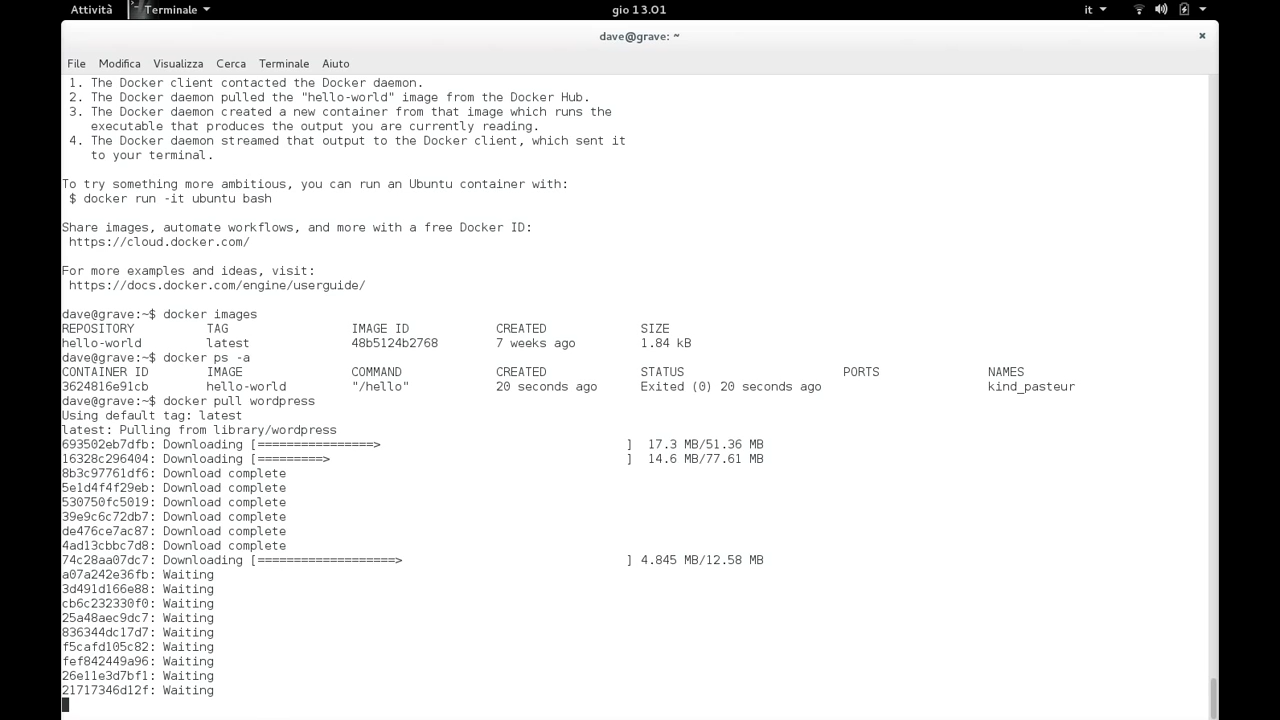 Attività Terminale gio 13.01 it
dave@grave: ~
File Modifica Visualizza Cerca Terminale Aiuto
1. The Docker client contacted the Docker daemon.
2. The Docker daemon pulled the "hello-world" image from the Docker Hub.
3. The Docker daemon created a new container from that image which runs the
executable that produces the output you are currently reading.
4. The Docker daemon streamed that output to the Docker client, which sent it
to your terminal.
To try something more ambitious, you can run an Ubuntu container with:
$ docker run -it ubuntu bash
Share images, automate workflows, and more with a free Docker ID:
https://cloud.docker.com/
For more examples and ideas, visit:
https://docs.docker.com/engine/userguide/
dave@grave:~$ docker images
REPOSITORY TAG IMAGE ID CREATED SIZE
hello-world latest 48b5124b2768 7 weeks ago 1.84 kB
dave@grave:~$ docker ps -a
CONTAINER ID IMAGE COMMAND CREATED STATUS PORTS NAMES
3624816e91cb hello-world "/hello" 20 seconds ago Exited (0) 20 seconds ago kind_pasteur
dave@grave:~$ docker pull wordpress
Using default tag: latest
latest: Pulling from library/wordpress
693502eb7dfb: Downloading [================> ] 17.3 MB/51.36 MB
16328c296404: Downloading [=========> ] 14.6 MB/77.61 MB
8b3c97761df6: Download complete
5e1d4f4f29eb: Download complete
530750fc5019: Download complete
39e9c6c72db7: Download complete
de476ce7ac87: Download complete
4ad13cbbc7d8: Download complete
74c28aa07dc7: Downloading [===================> ] 4.845 MB/12.58 MB
a07a242e36fb: Waiting
3d491d166e88: Waiting
cb6c232330f0: Waiting
25a48aec9dc7: Waiting
836344dc17d7: Waiting
f5cafd105c82: Waiting
fef842449a96: Waiting
26e11e3d7bf1: Waiting
21717346d12f: Waiting